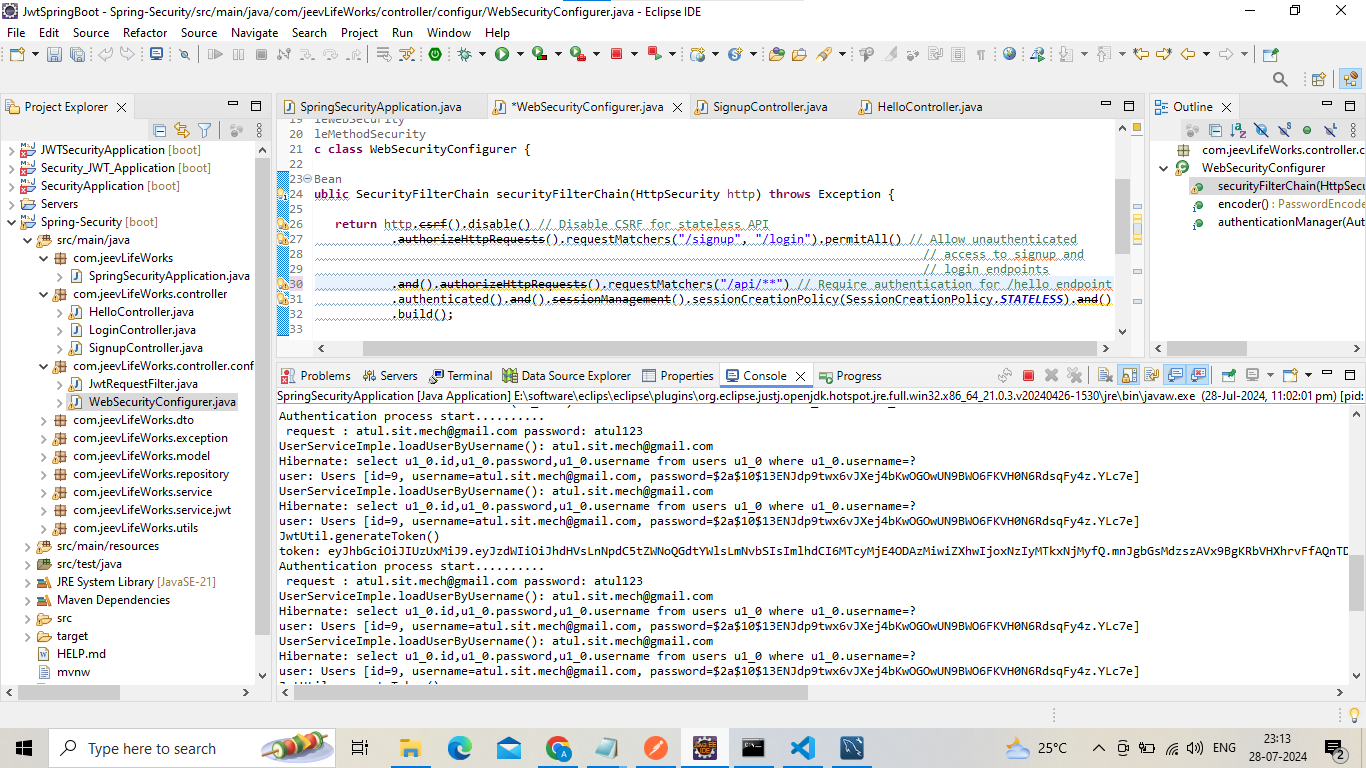 JwtSpringBoot - Spring-Security/src/main/java/com/jeevLifeWorks/controller/configur/WebSecurityConfigurer.java - Eclipse IDE
File Edit Source Refactor Source Navigate Search Project Run Window Help
Project Explorer
JWTSecurityApplication [boot]
Security_JWT_Application [boot]
SecurityApplication [boot]
Servers
Spring-Security [boot]
src/main/java
com.jeevLifeWorks
SpringSecurityApplication.java
com.jeevLifeWorks.controller
HelloController.java
LoginController.java
SignupController.java
com.jeevLifeWorks.controller.conf
JwtRequestFilter.java
WebSecurityConfigurer.java
com.jeevLifeWorks.dto
com.jeevLifeWorks.exception
com.jeevLifeWorks.model
com.jeevLifeWorks.repository
com.jeevLifeWorks.service
com.jeevLifeWorks.service.jwt
com.jeevLifeWorks.utils
src/main/resources
src/test/java
JRE System Library [JavaSE-21]
Maven Dependencies
src
target
HELP.md
mvnw
SpringSecurityApplication.java *WebSecurityConfigurer.java SignupController.java HelloController.java
19 leWebSecurity
20 leMethodSecurity
21 c class WebSecurityConfigurer {
22
23 Bean
24 ublic SecurityFilterChain securityFilterChain(HttpSecurity http) throws Exception {
25
26 return http.csrf().disable() // Disable CSRF for stateless API
27 .authorizeHttpRequests().requestMatchers("/signup", "/login").permitAll() // Allow unauthenticated
28 // access to signup and
29 // login endpoints
30 .and().authorizeHttpRequests().requestMatchers("/api/**") // Require authentication for /hello endpoint
31 .authenticated().and().sessionManagement().sessionCreationPolicy(SessionCreationPolicy.STATELESS).and()
32 .build();
33
Outline
com.jeevLifeWorks.controller.c
WebSecurityConfigurer
securityFilterChain(HttpSecu
encoder() : PasswordEncode
authenticationManager(Aut
Problems Servers Terminal Data Source Explorer Properties Console Progress
SpringSecurityApplication [Java Application] E:\software\eclips\eclipse\plugins\org.eclipse.justj.openjdk.hotspot.jre.full.win32.x86_64_21.0.3.v20240426-1530\jre\bin\javaw.exe (28-Jul-2024, 11:02:01 pm) [pid:
Authentication process start..........
request : atul.sit.mech@gmail.com password: atul123
UserServiceImple.loadUserByUsername(): atul.sit.mech@gmail.com
Hibernate: select u1_0.id,u1_0.password,u1_0.username from users u1_0 where u1_0.username=?
user: Users [id=9, username=atul.sit.mech@gmail.com, password=$2a$10$13ENJdp9twx6vJXej4bKwOGOwUN9BWO6FKVH0N6RdsqFy4z.YLc7e]
UserServiceImple.loadUserByUsername(): atul.sit.mech@gmail.com
Hibernate: select u1_0.id,u1_0.password,u1_0.username from users u1_0 where u1_0.username=?
user: Users [id=9, username=atul.sit.mech@gmail.com, password=$2a$10$13ENJdp9twx6vJXej4bKwOGOwUN9BWO6FKVH0N6RdsqFy4z.YLc7e]
JwtUtil.generateToken()
token: eyJhbGciOiJIUzUxMiJ9.eyJzdWIiOiJhdHVsLnNpdC5tZWNoQGdtYWlsLmNvbSIsImlhdCI6MTcyMjE4ODAzMiwiZXhwIjoxNzIyMTkxNjMyfQ.mnJgbGsMdzszAVx9BgKRbVHXhrvFfAQnTD
Authentication process start..........
request : atul.sit.mech@gmail.com password: atul123
UserServiceImple.loadUserByUsername(): atul.sit.mech@gmail.com
Hibernate: select u1_0.id,u1_0.password,u1_0.username from users u1_0 where u1_0.username=?
user: Users [id=9, username=atul.sit.mech@gmail.com, password=$2a$10$13ENJdp9twx6vJXej4bKwOGOwUN9BWO6FKVH0N6RdsqFy4z.YLc7e]
UserServiceImple.loadUserByUsername(): atul.sit.mech@gmail.com
Hibernate: select u1_0.id,u1_0.password,u1_0.username from users u1_0 where u1_0.username=?
user: Users [id=9, username=atul.sit.mech@gmail.com, password=$2a$10$13ENJdp9twx6vJXej4bKwOGOwUN9BWO6FKVH0N6RdsqFy4z.YLc7e]
Type here to search
25°C
ENG
23:13
28-07-2024
2